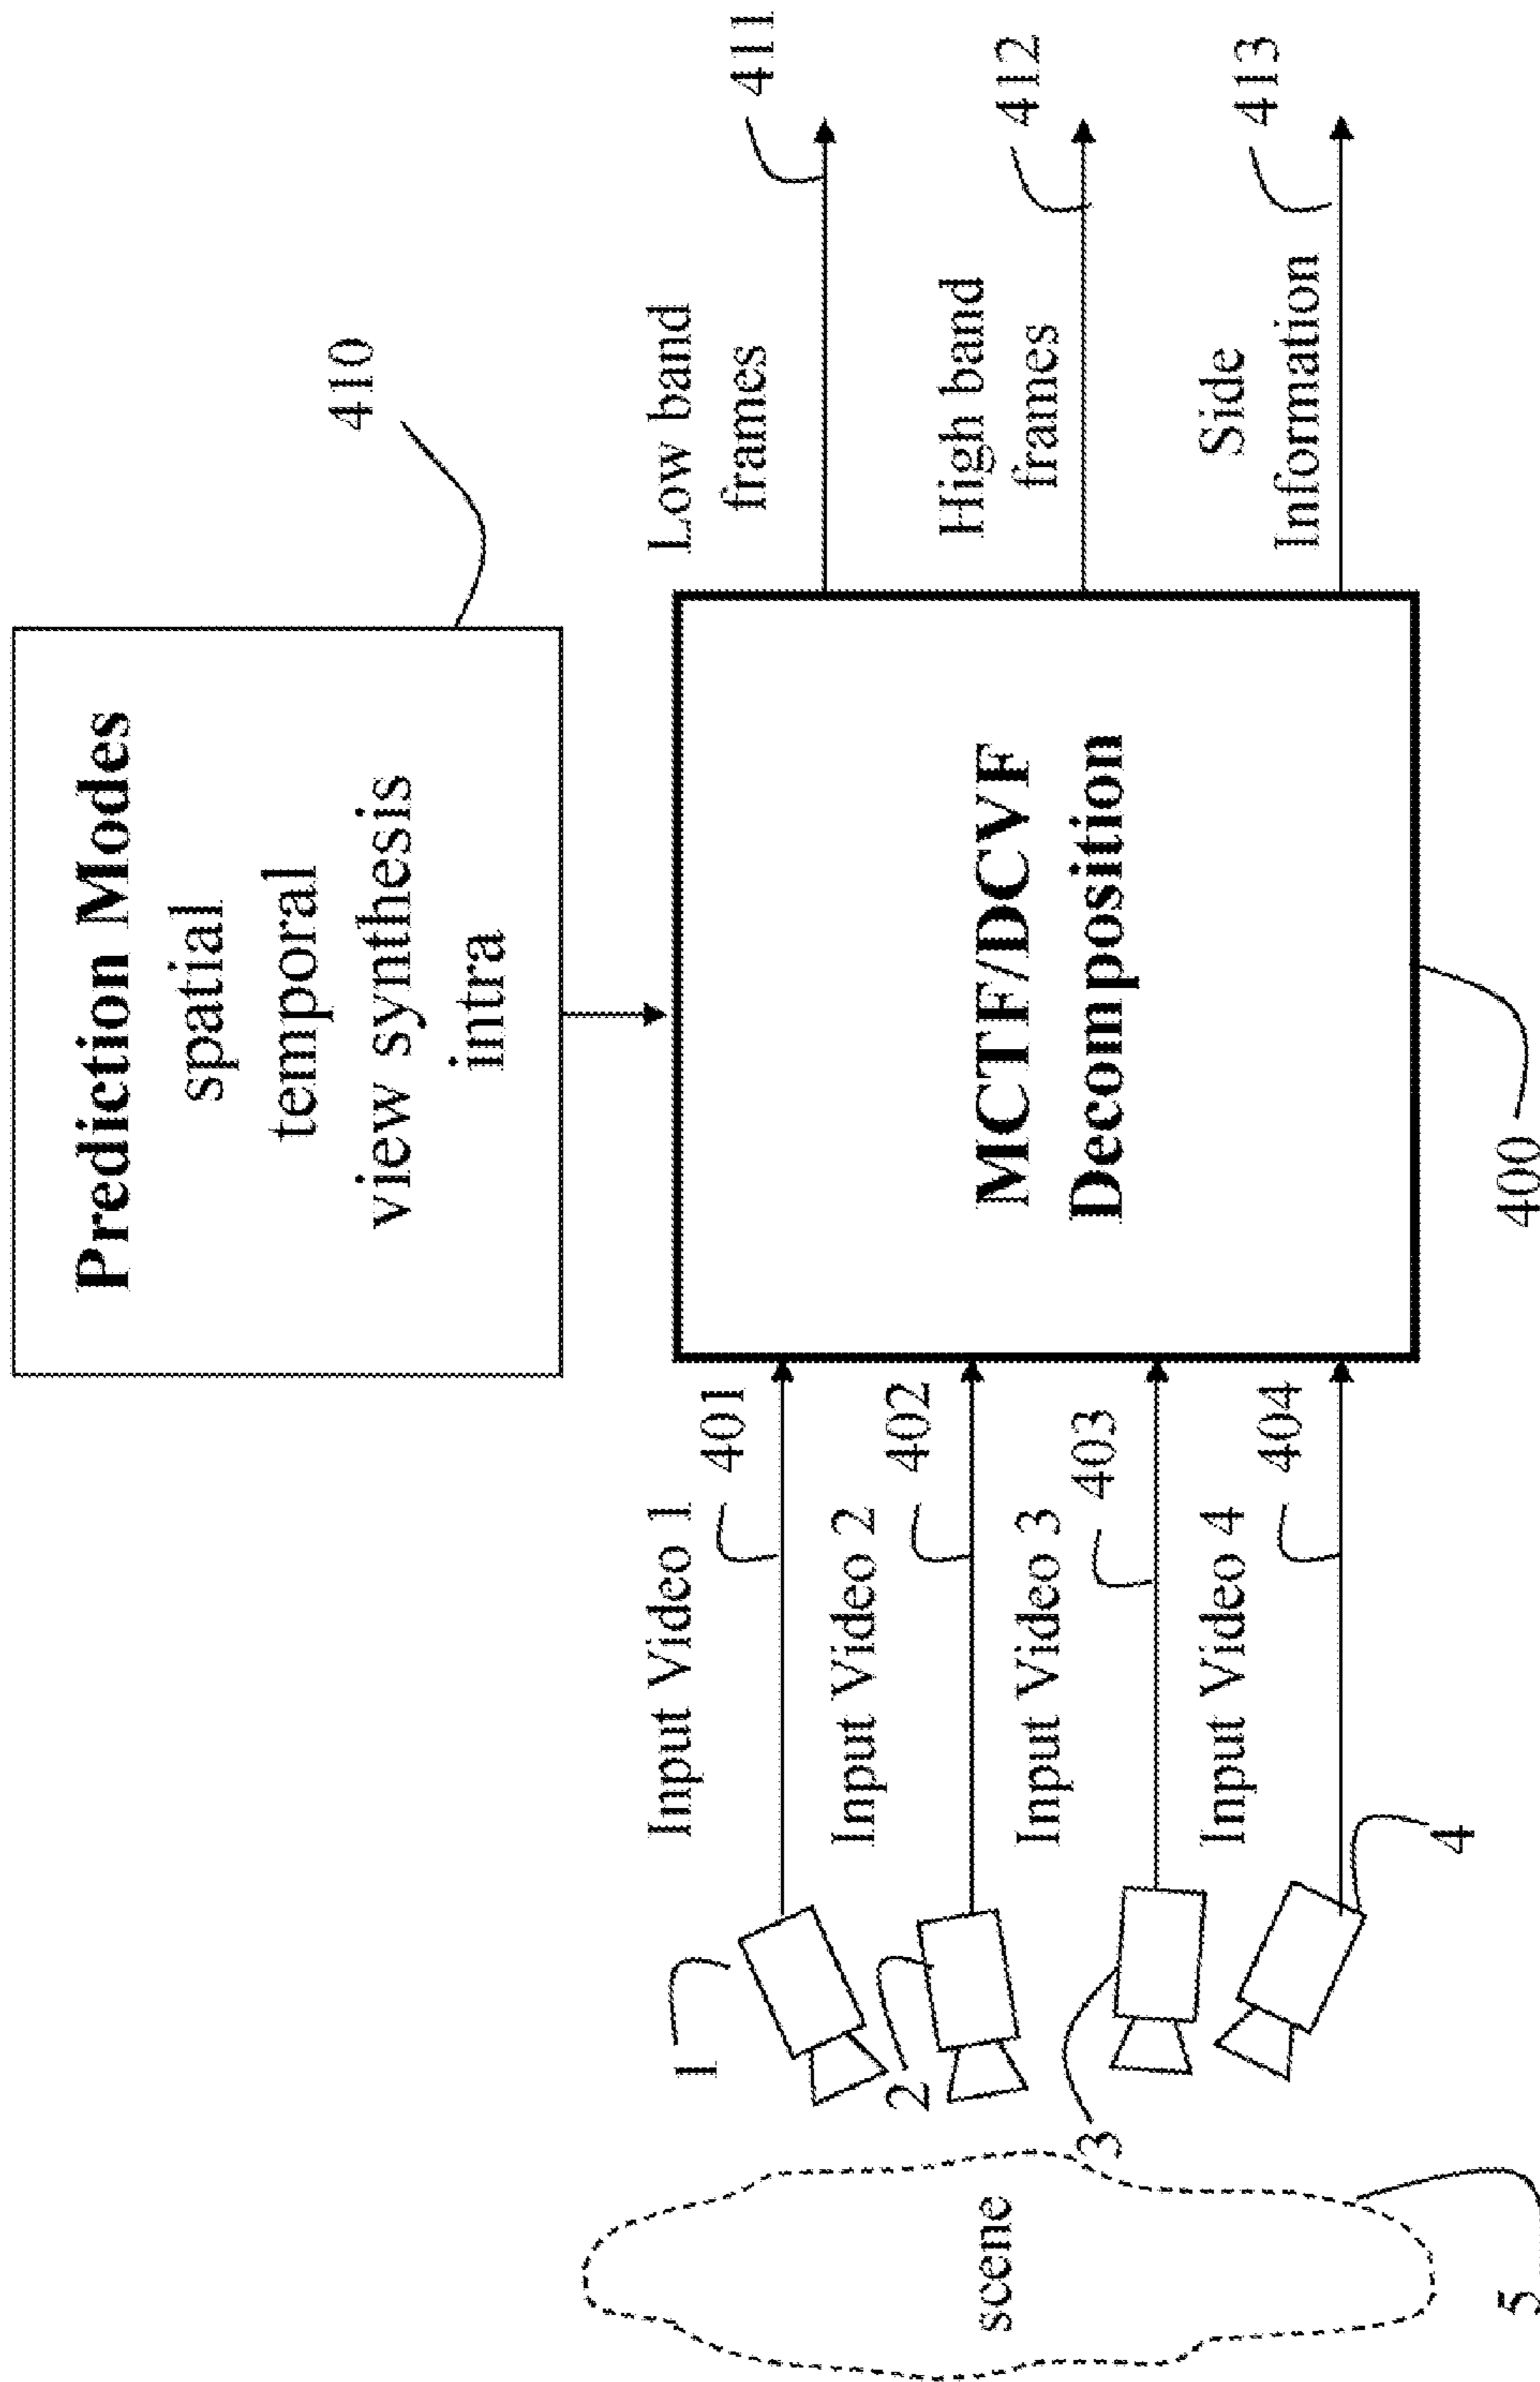 Prediction Modes
spatial
temporal
view synthesis
intra
410
scene
5
1
2
3
4
Input Video 1
401
Input Video 2
402
Input Video 3
403
Input Video 4
404
MCTF/DCVF
Decomposition
400
Low band
frames
411
High band
frames
412
Side
Information
413